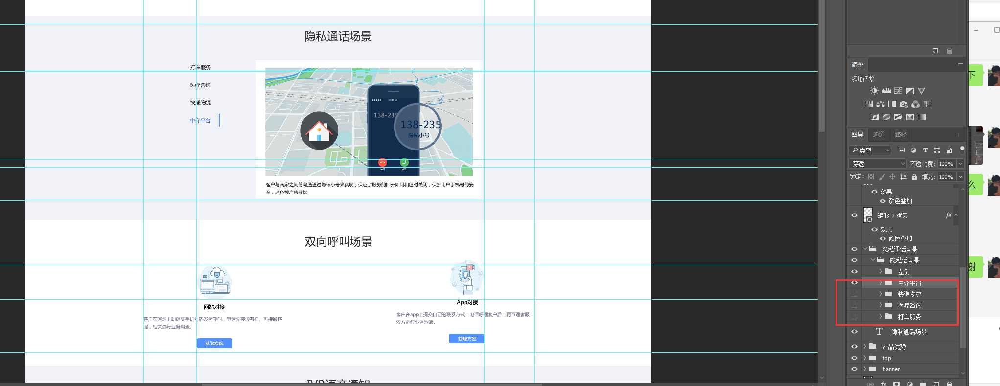 隐私通话场景
打车服务
医疗咨询
快递物流
中介平台
138-235
138-235
隐私小号
NO!
YES!
客户与商家之间的沟通通过隐私小号来实现，保证了服务的即开即用和随时关闭，保护用户手机号的安
全，避免被广告骚扰
双向呼叫场景
网站对接
客户在网站主动提交手机号码发起呼叫，电话先接通客户、再接通客
服，相关进行业务沟通。
获取方案
App对接
客户在app上提交自己的联系方式，电话呼通客户后，再互通客服，
双方进行业务沟通。
获取方案
IVR语音通知
调整
添加调整
图层
通道
路径
类型
穿透
不透明度: 100%
锁定:
填充: 100%
效果
颜色叠加
矩形 1 拷贝
fx
效果
颜色叠加
隐私通话场景
隐私话场景
左侧
中介平台
快递物流
医疗咨询
打车服务
T 隐私通话场景
产品优势
top
banner
fx
下
么
谢